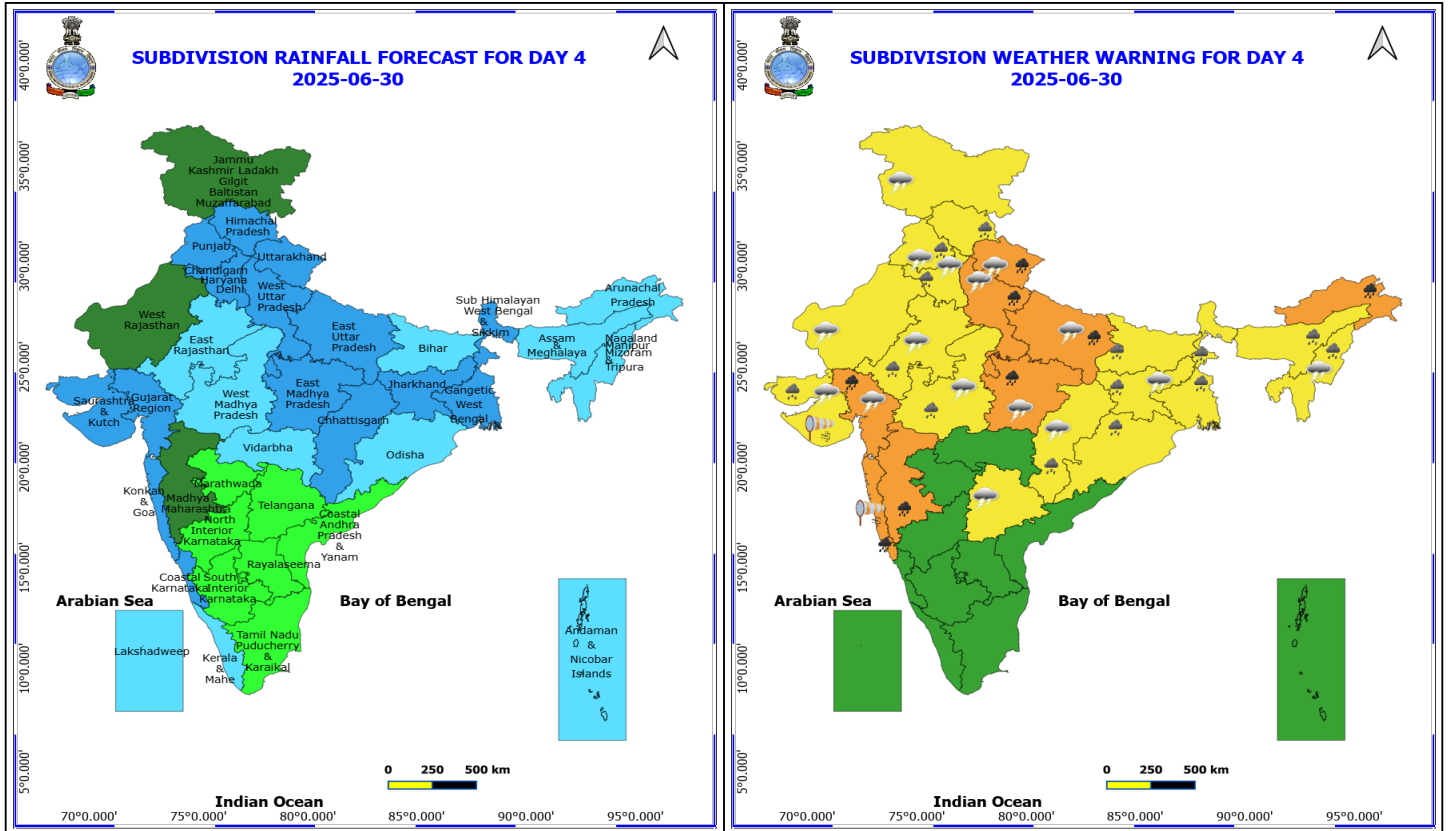 SUBDIVISION RAINFALL FORECAST FOR DAY 4
2025-06-30
40°0.000'
35°0.000'
30°0.000'
25°0.000'
20°0.000'
15°0.000'
10°0.000'
5°0.000'
Jammu
Kashmir Ladakh
Gilgit
Baltistan
Muzaffarabad
Himachal
Pradesh
Punjab
Uttarakhand
Chandigarh
Haryana
Delhi
West
Uttar
Pradesh
West
Rajasthan
East
Rajasthan
East
Uttar
Pradesh
Bihar
Sub Himalayan
West Bengal
&
Sikkim
Arunachal
Pradesh
Assam
&
Meghalaya
Nagaland
Manipur
Mizoram
&
Tripura
Saurashtra
&
Kutch
Gujarat
Region
West
Madhya
Pradesh
East
Madhya
Pradesh
Jharkhand
Gangetic
West
Bengal
Chhattisgarh
Vidarbha
Odisha
Konkan
&
Goa
Madhya
Maharashtra
Marathwada
Telangana
North
Interior
Karnataka
Coastal
Andhra
Pradesh
&
Yanam
Rayalaseema
Coastal
Karnataka
South
Interior
Karnataka
Tamil Nadu
Puducherry
&
Karaikal
Kerala
&
Mahe
Lakshadweep
Andaman
&
Nicobar
Islands
Arabian Sea
Bay of Bengal
Indian Ocean
0 250 500 km
70°0.000' 75°0.000' 80°0.000' 85°0.000' 90°0.000' 95°0.000'
SUBDIVISION WEATHER WARNING FOR DAY 4
2025-06-30
40°0.000'
35°0.000'
30°0.000'
25°0.000'
20°0.000'
15°0.000'
10°0.000'
5°0.000'
Arabian Sea
Bay of Bengal
Indian Ocean
0 250 500 km
70°0.000' 75°0.000' 80°0.000' 85°0.000' 90°0.000' 95°0.000'